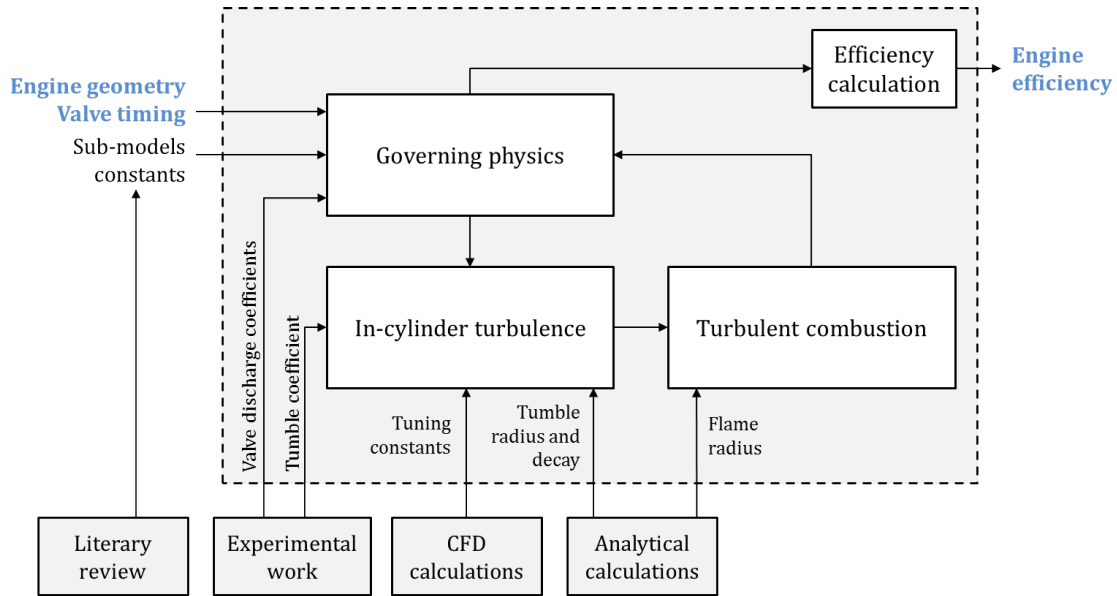 Efficiency
calculation
Engine
efficiency
Engine geometry
Valve timing
Sub-models
constants
Governing physics
Valve discharge coefficients
Tumble coefficient
In-cylinder turbulence
Turbulent combustion
Tuning
constants
Tumble
radius and
decay
Flame
radius
Literary
review
Experimental
work
CFD
calculations
Analytical
calculations